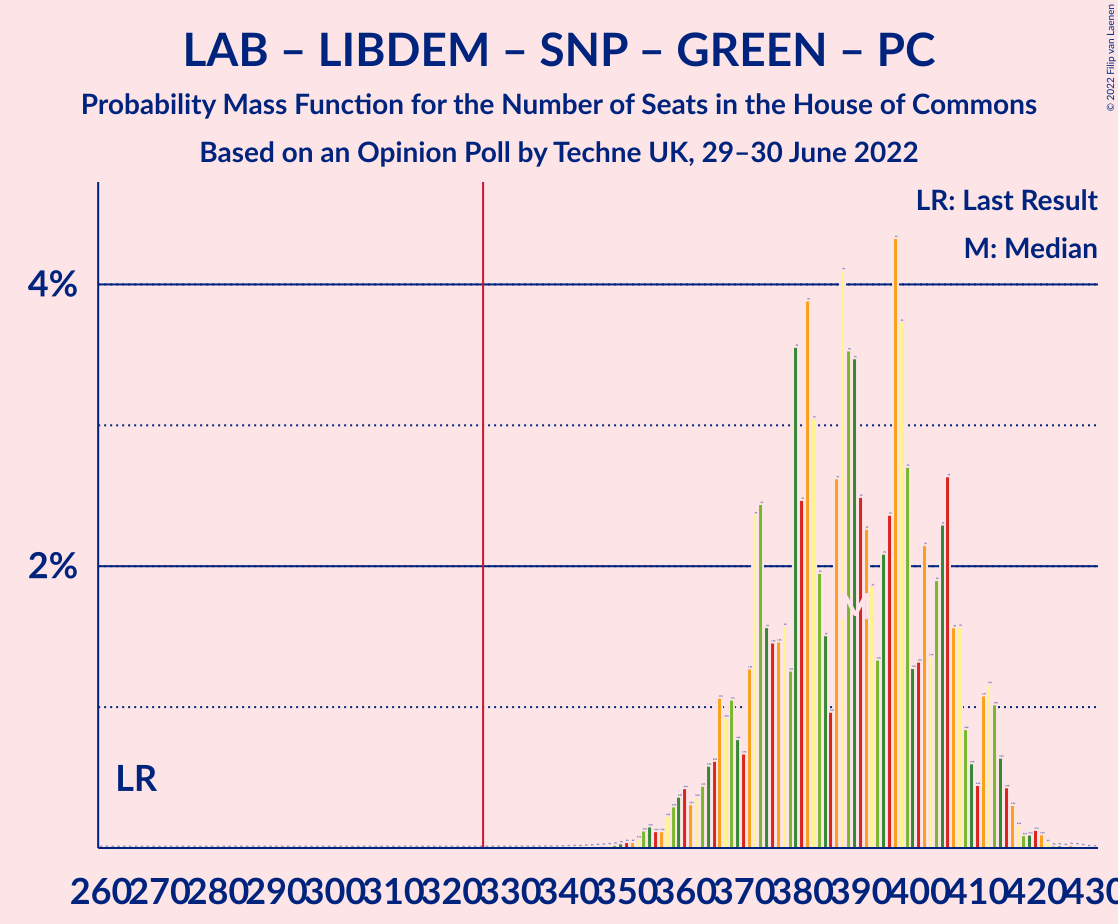 LAB – LIBDEM – SNP – GREEN – PC
Probability Mass Function for the Number of Seats in the House of Commons
Based on an Opinion Poll by Techne UK, 29–30 June 2022
© 2022 Filip van Laenen
LR: Last Result
M: Median
4%
2%
M
LR
260 270 280 290 300 310 320 330 340 350 360 370 380 390 400 410 420 430